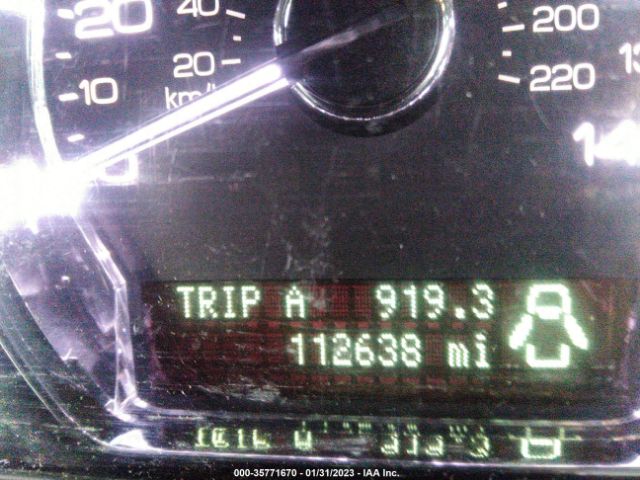 20 40 200
10 20 220
km/
TRIP A 919.3
112638 mi
000-35771670 - 01/31/2023 - IAA Inc.